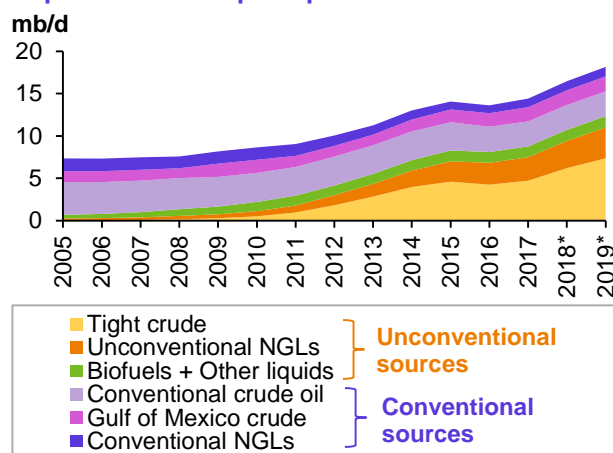 mb/d
20
15
10
5
0
2005
2006
2007
2008
2009
2010
2011
2012
2013
2014
2015
2016
2017
2018*
2019*
Tight crude
Unconventional NGLs
Biofuels + Other liquids
Unconventional
sources
Conventional crude oil
Gulf of Mexico crude
Conventional NGLs
Conventional
sources